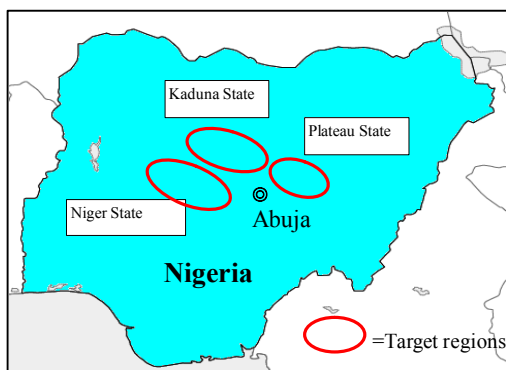 Kaduna State
Plateau State
Niger State
Abuja
Nigeria
=Target regions